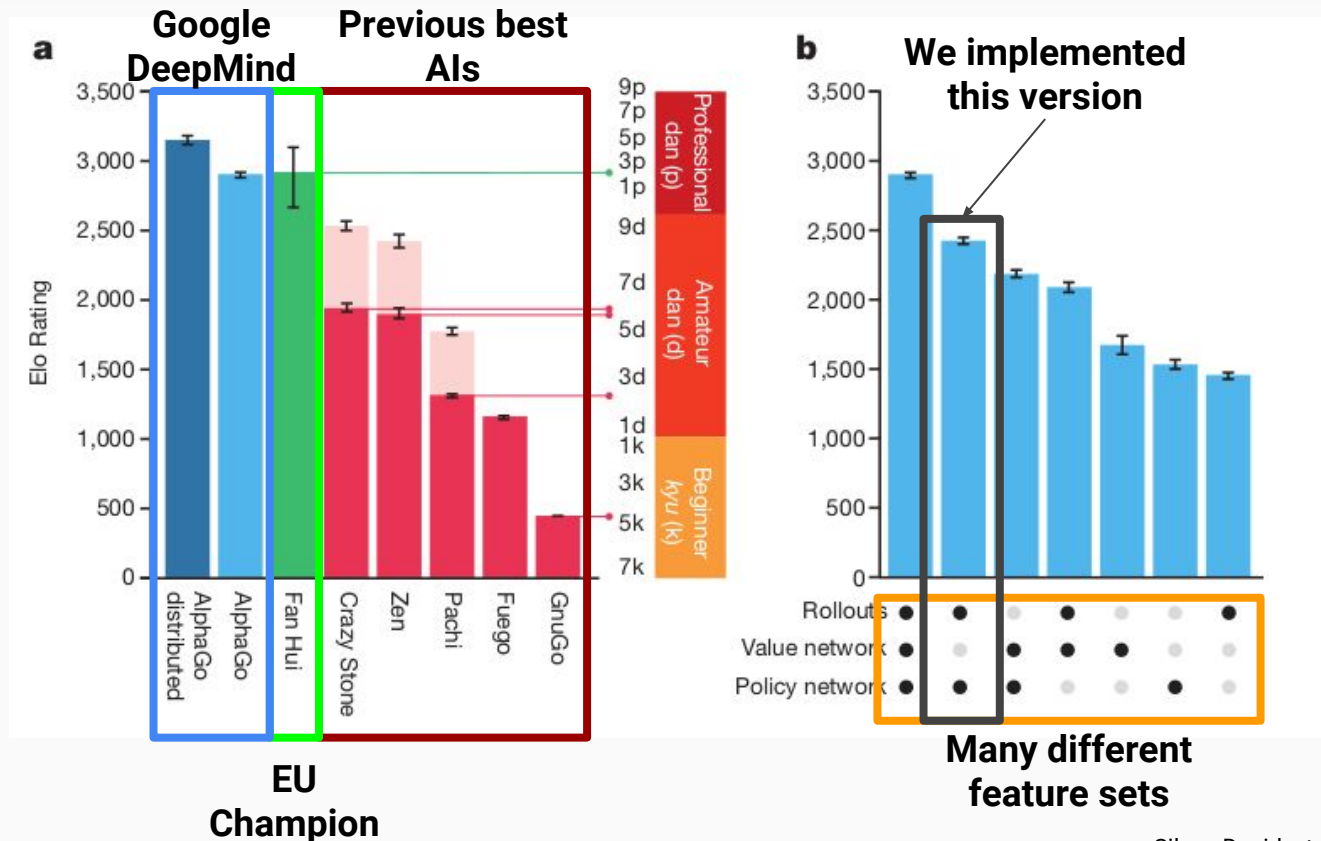 Google
DeepMind
Previous best
AIs
a
3,500
3,000
2,500
2,000
1,500
1,000
500
0
Elo Rating
AlphaGo
distributed
AlphaGo
Fan Hui
Crazy Stone
Zen
Pachi
Fuego
GnuGo
9p
7p
5p
3p
1p
9d
7d
5d
3d
1d
1k
3k
5k
7k
Professional
dan (p)
Amateur
dan (d)
Beginner
kyu (k)
EU
Champion
b
We implemented
this version
3,500
3,000
2,500
2,000
1,500
1,000
500
0
Rollouts
Value network
Policy network
Many different
feature sets